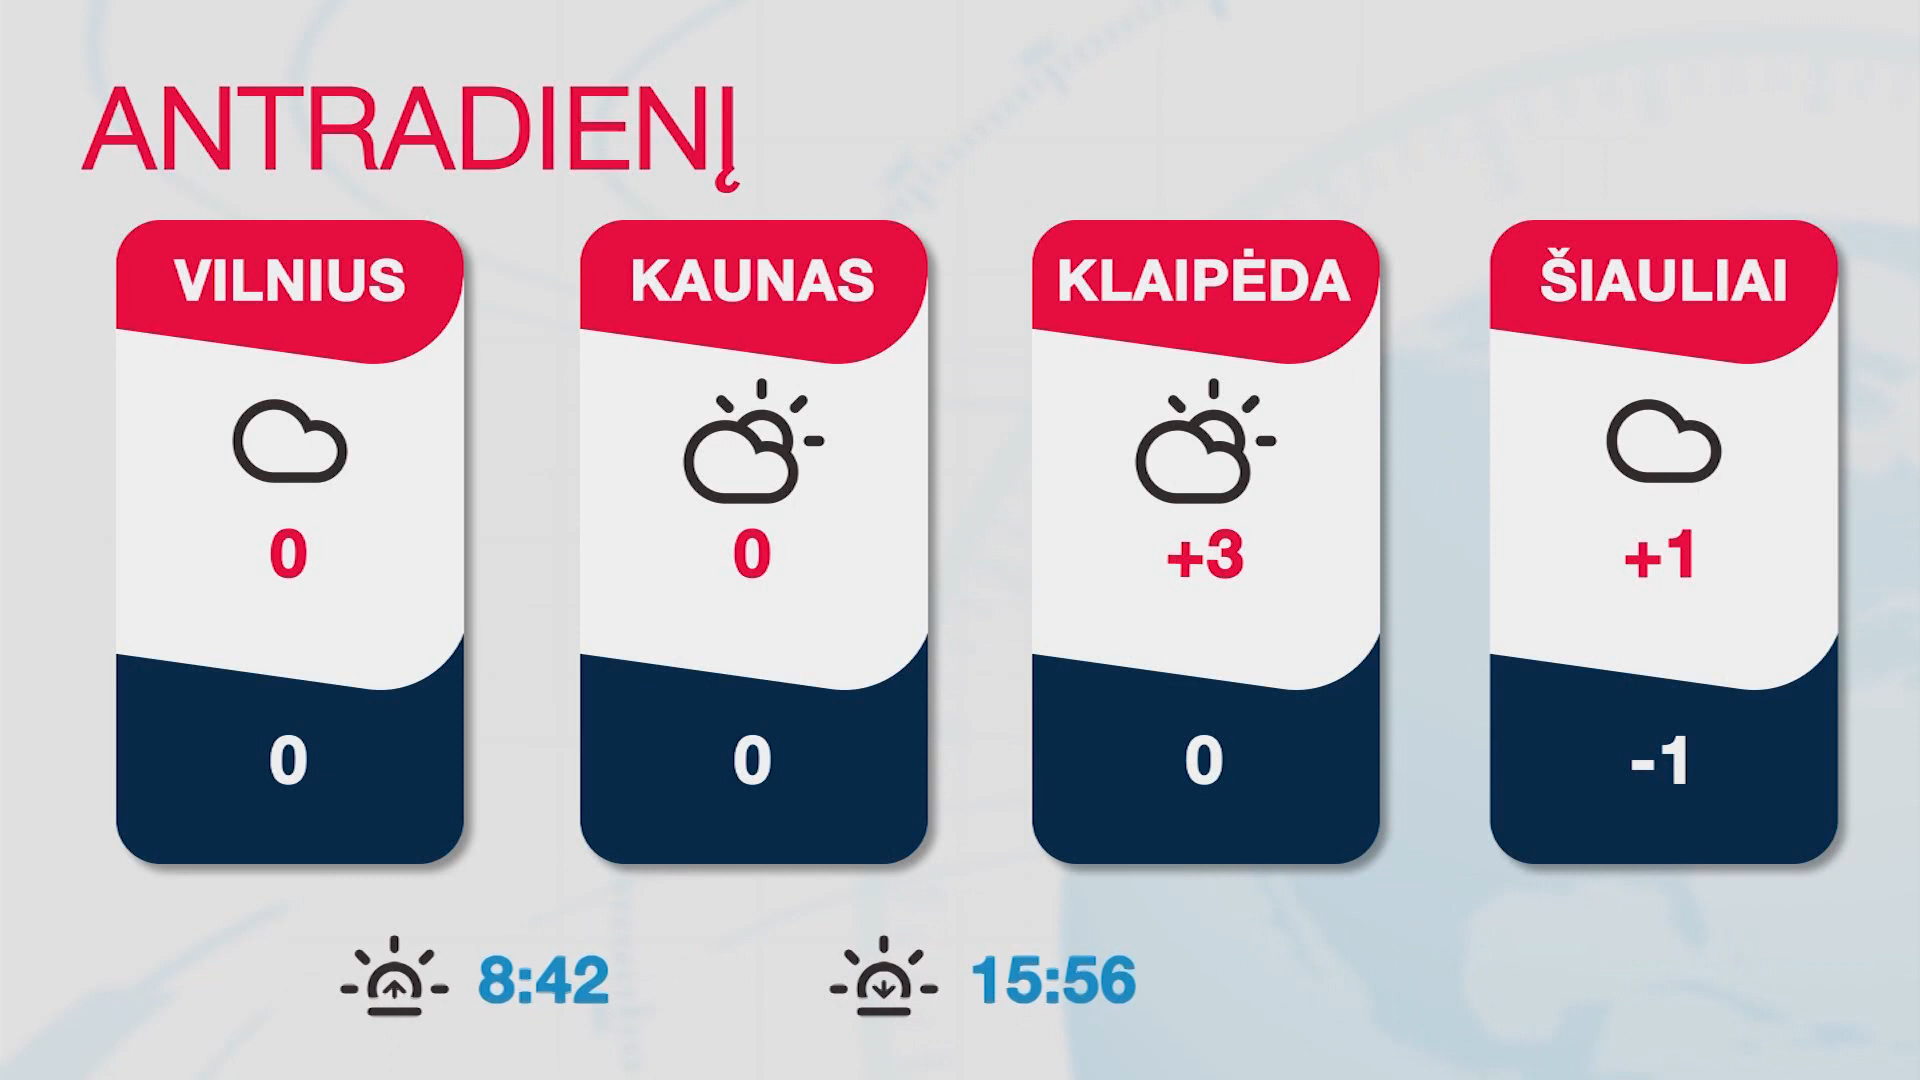 ANTRADIENĮ
VILNIUS
KAUNAS
KLAIPĖDA
ŠIAULIAI
0
0
+3
+1
0
0
0
-1
8:42
15:56